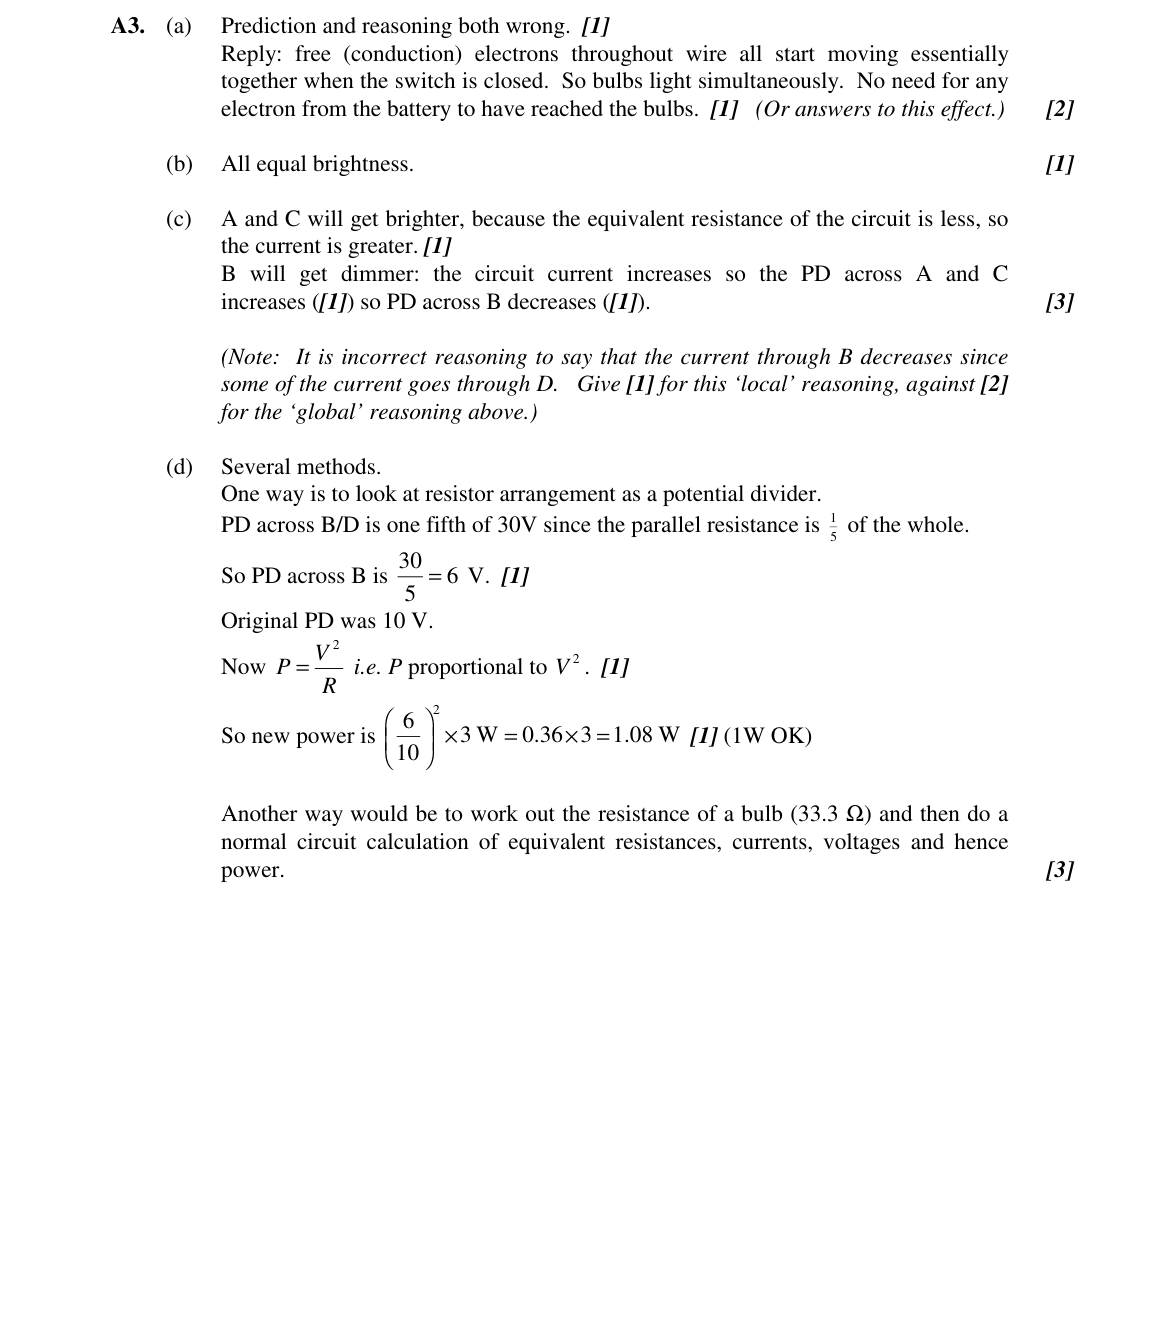 A3. (a) Prediction and reasoning both wrong. [1]
Reply: free (conduction) electrons throughout wire all start moving essentially
together when the switch is closed. So bulbs light simultaneously. No need for any
electron from the battery to have reached the bulbs. [1] (Or answers to this effect.) [2]
(b) All equal brightness. [1]
(c) A and C will get brighter, because the equivalent resistance of the circuit is less, so
the current is greater. [1]
B will get dimmer: the circuit current increases so the PD across A and C
increases ([1]) so PD across B decreases ([1]). [3]
(Note: It is incorrect reasoning to say that the current through B decreases since
some of the current goes through D. Give [1] for this ‘local’ reasoning, against [2]
for the ‘global’ reasoning above.)
(d) Several methods.
One way is to look at resistor arrangement as a potential divider.
PD across B/D is one fifth of 30V since the parallel resistance is 1/5 of the whole.
So PD across B is 30/5 = 6 V. [1]
Original PD was 10 V.
Now P = V²/R i.e. P proportional to V². [1]
So new power is (6/10)² ×3 W = 0.36×3 = 1.08 W [1] (1W OK)
Another way would be to work out the resistance of a bulb (33.3 Ω) and then do a
normal circuit calculation of equivalent resistances, currents, voltages and hence
power. [3]